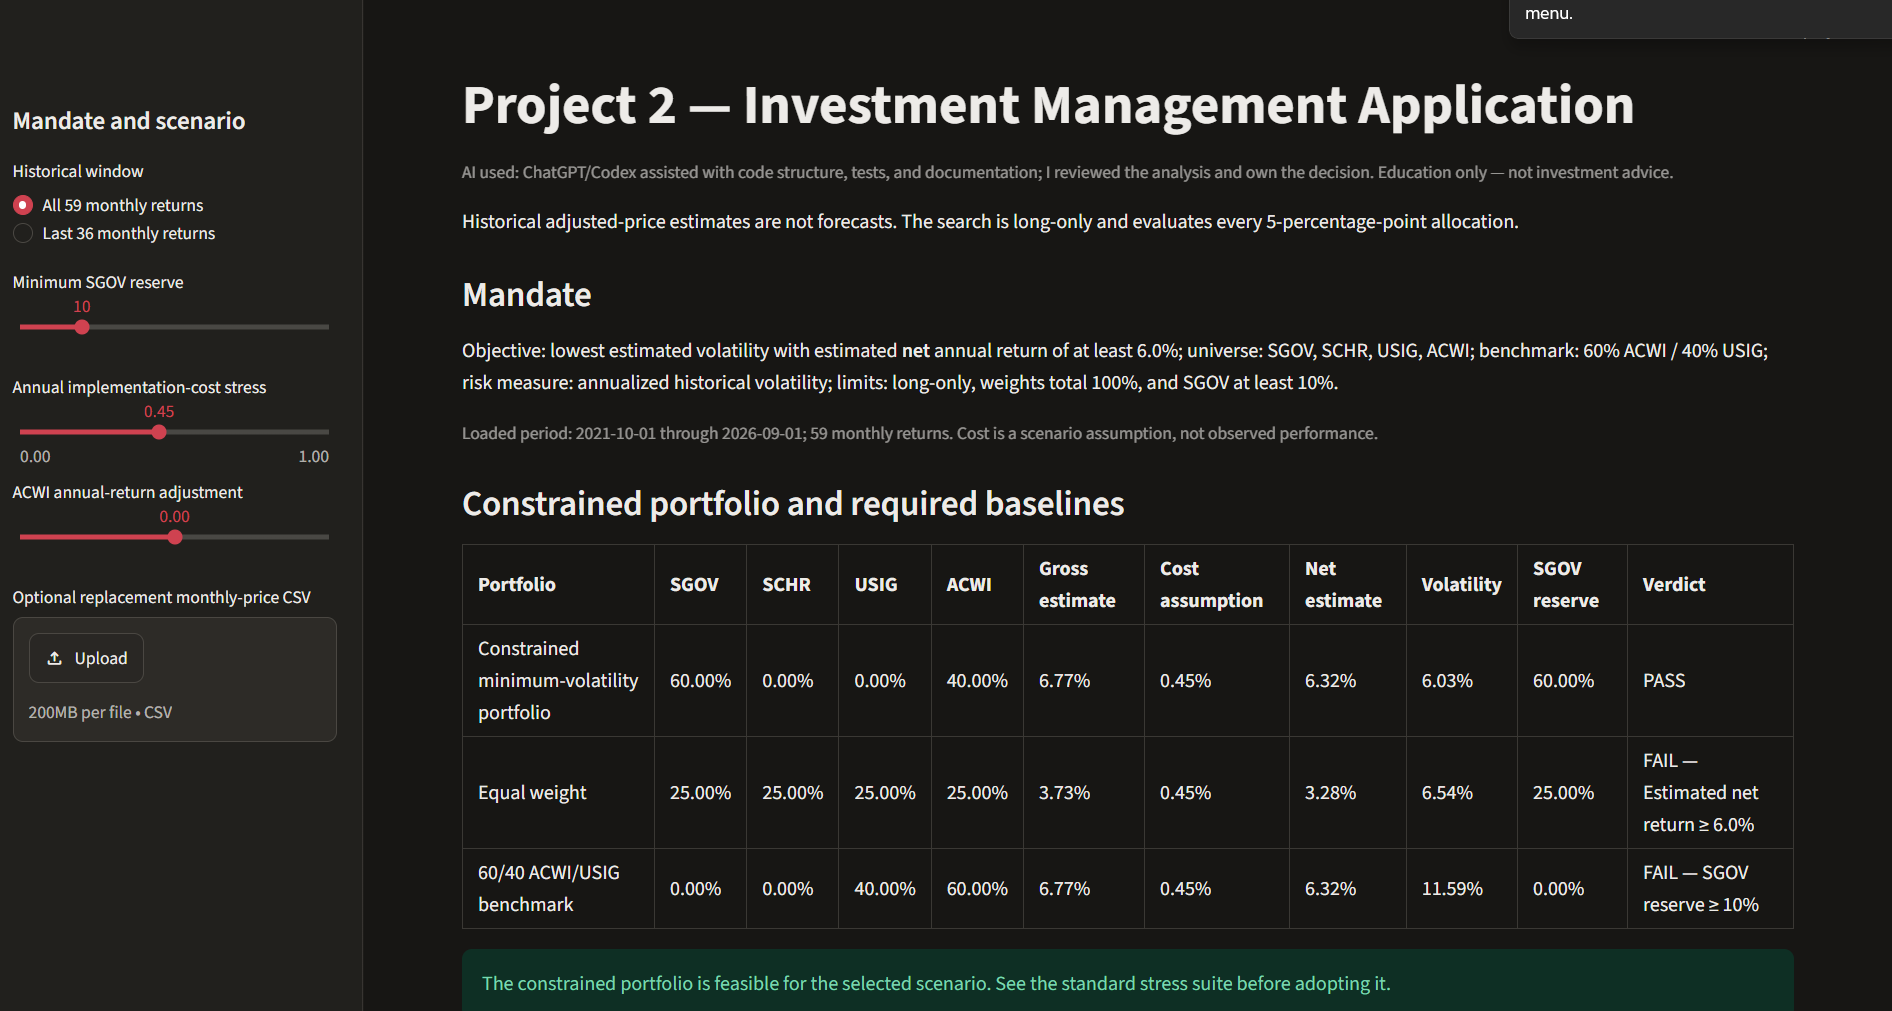 menu.
Mandate and scenario
Historical window
All 59 monthly returns
Last 36 monthly returns
Minimum SGOV reserve
10
Annual implementation-cost stress
0.45
0.00 1.00
ACWI annual-return adjustment
0.00
Optional replacement monthly-price CSV
Upload
200MB per file • CSV
Project 2 — Investment Management Application
AI used: ChatGPT/Codex assisted with code structure, tests, and documentation; I reviewed the analysis and own the decision. Education only — not investment advice.
Historical adjusted-price estimates are not forecasts. The search is long-only and evaluates every 5-percentage-point allocation.
Mandate
Objective: lowest estimated volatility with estimated net annual return of at least 6.0%; universe: SGOV, SCHR, USIG, ACWI; benchmark: 60% ACWI / 40% USIG;
risk measure: annualized historical volatility; limits: long-only, weights total 100%, and SGOV at least 10%.
Loaded period: 2021-10-01 through 2026-09-01; 59 monthly returns. Cost is a scenario assumption, not observed performance.
Constrained portfolio and required baselines
Portfolio SGOV SCHR USIG ACWI Gross estimate Cost assumption Net estimate Volatility SGOV reserve Verdict
Constrained minimum-volatility portfolio 60.00% 0.00% 0.00% 40.00% 6.77% 0.45% 6.32% 6.03% 60.00% PASS
Equal weight 25.00% 25.00% 25.00% 25.00% 3.73% 0.45% 3.28% 6.54% 25.00% FAIL — Estimated net return ≥ 6.0%
60/40 ACWI/USIG benchmark 0.00% 0.00% 40.00% 60.00% 6.77% 0.45% 6.32% 11.59% 0.00% FAIL — SGOV reserve ≥ 10%
The constrained portfolio is feasible for the selected scenario. See the standard stress suite before adopting it.